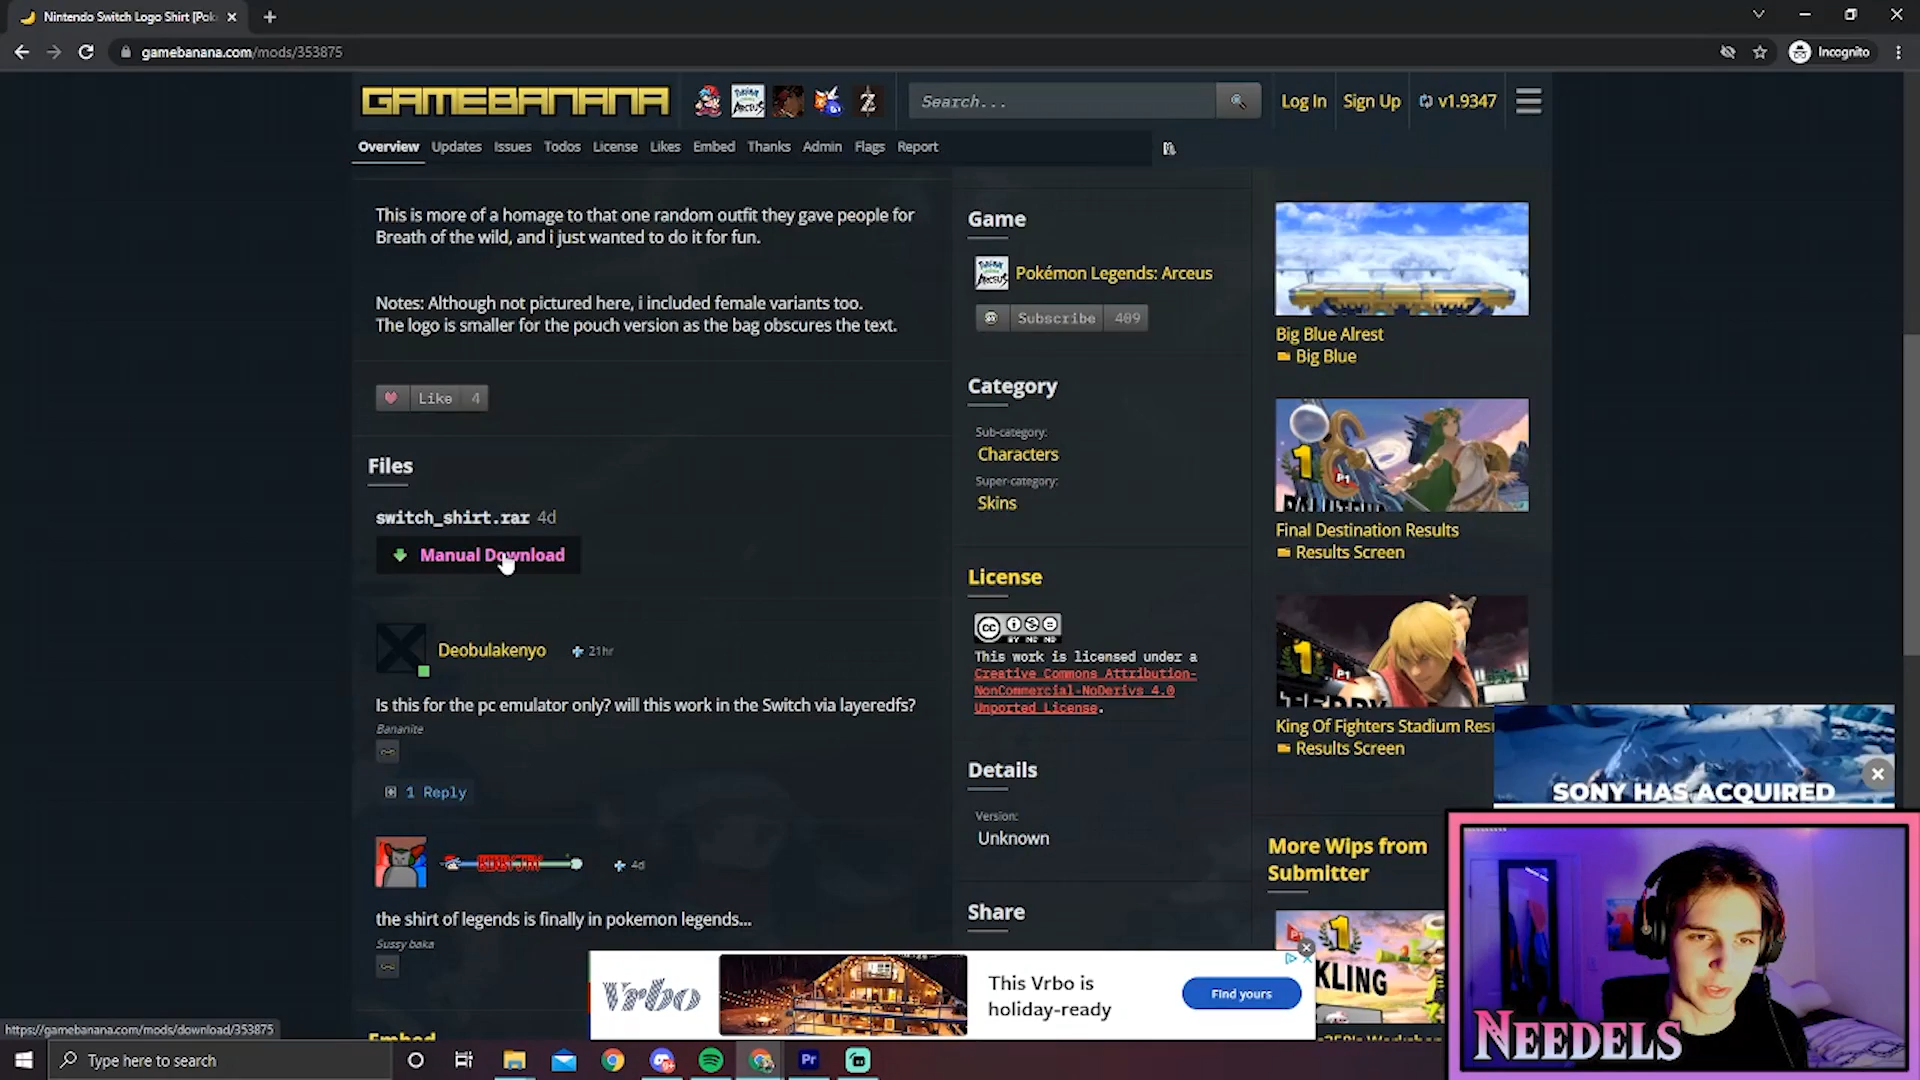 Nintendo Switch Logo Shirt [Pok
gamebanana.com/mods/353875
Incognito
GAMEBANANA
Search...
Log In
Sign Up
v1.9347
Overview
Updates
Issues
Todos
License
Likes
Embed
Thanks
Admin
Flags
Report
This is more of a homage to that one random outfit they gave people for
Breath of the wild, and i just wanted to do it for fun.
Notes: Although not pictured here, i included female variants too.
The logo is smaller for the pouch version as the bag obscures the text.
Like 4
Files
switch_shirt.rar 4d
Manual Download
Deobulakenyo
21hr
Is this for the pc emulator only? will this work in the Switch via layeredfs?
Bananite
1 Reply
4d
the shirt of legends is finally in pokemon legends...
Sussy baka
Embed
Game
Pokémon Legends: Arceus
Subscribe 409
Category
Sub-category:
Characters
Super-category:
Skins
License
This work is licensed under a
Creative Commons Attribution-
NonCommercial-NoDerivs 4.0
Unported License.
Details
Version:
Unknown
Share
Big Blue Alrest
Big Blue
Final Destination Results
Results Screen
King Of Fighters Stadium Res
Results Screen
SONY HAS ACQUIRED
More Wips from
Submitter
KLING
Vrbo
This Vrbo is
holiday-ready
Find yours
NEEDELS
https://gamebanana.com/mods/download/353875
Type here to search
Pr